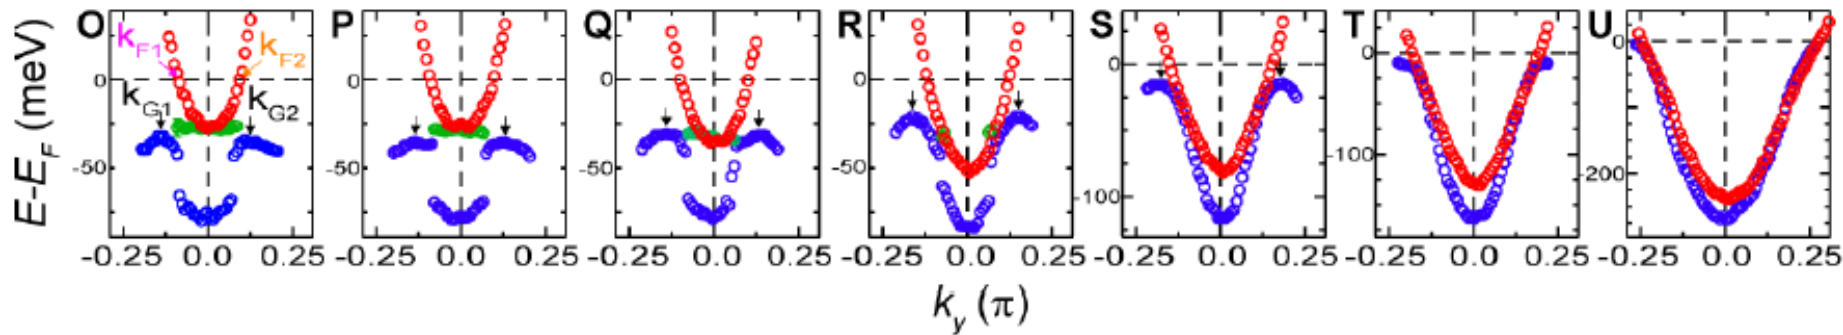 O P Q R S T U
k_F1 k_F2
k_G1 k_G2
E-E_F (meV)
0 0 0 0 0 0 0
-50 -50 -50 -50 -100 -100 -200
-0.25 0.0 0.25 -0.25 0.0 0.25 -0.25 0.0 0.25 -0.25 0.0 0.25 -0.25 0.0 0.25 -0.25 0.0 0.25 -0.25 0.0 0.25
k_y (π)